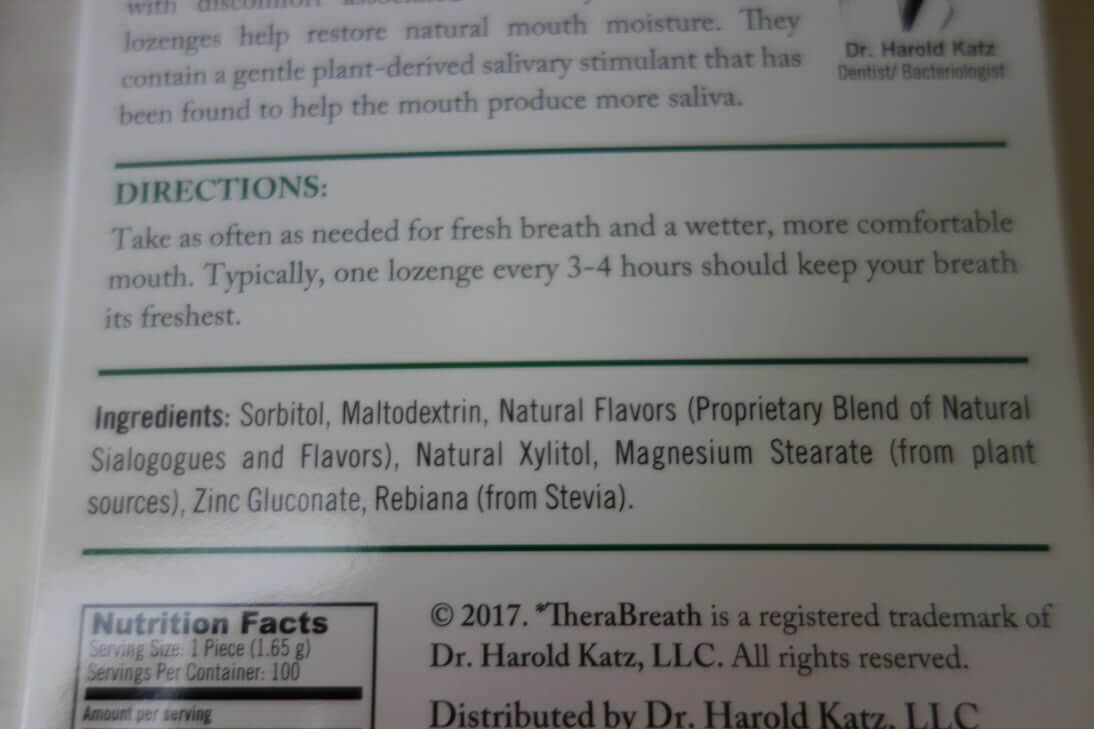 with discomfort associated
lozenges help restore natural mouth moisture. They
contain a gentle plant-derived salivary stimulant that has
been found to help the mouth produce more saliva.
Dr. Harold Katz
Dentist/ Bacteriologist
DIRECTIONS:
Take as often as needed for fresh breath and a wetter, more comfortable
mouth. Typically, one lozenge every 3-4 hours should keep your breath
its freshest.
Ingredients: Sorbitol, Maltodextrin, Natural Flavors (Proprietary Blend of Natural
Sialogogues and Flavors), Natural Xylitol, Magnesium Stearate (from plant
sources), Zinc Gluconate, Rebiana (from Stevia).
Nutrition Facts
Serving Size: 1 Piece (1.65 g)
Servings Per Container: 100
Amount per serving
© 2017. *TheraBreath is a registered trademark of
Dr. Harold Katz, LLC. All rights reserved.
Distributed by Dr. Harold Katz, LLC